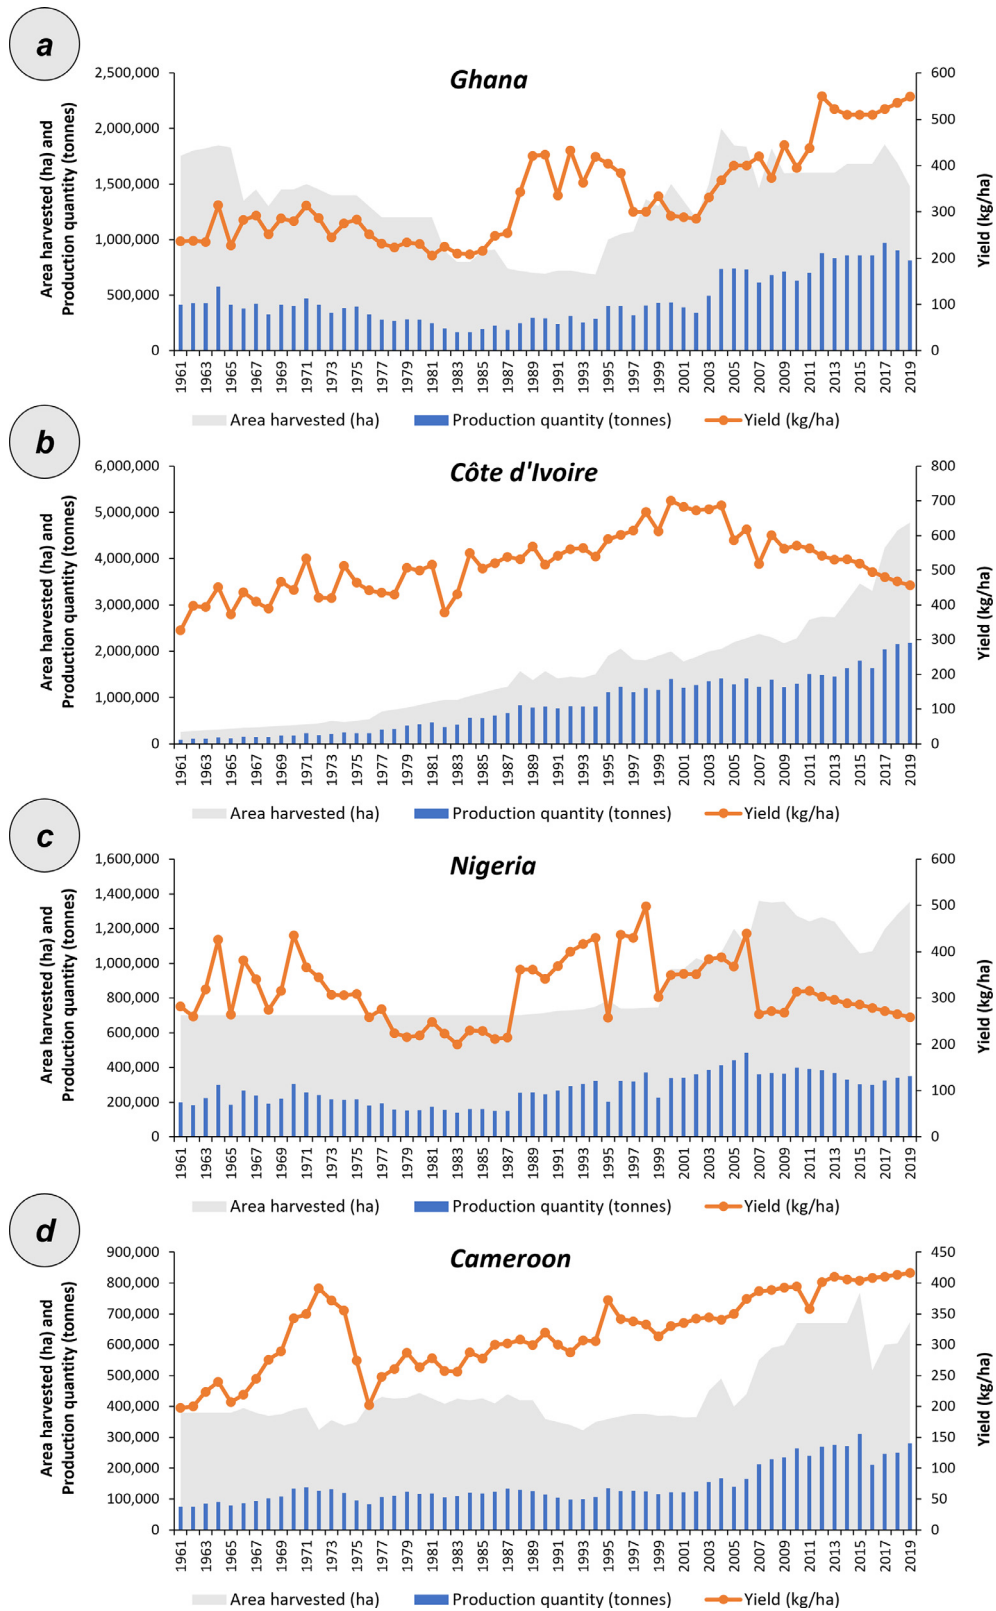 a
Ghana
Area harvested (ha) and
Production quantity (tonnes)
2,500,000
2,000,000
1,500,000
1,000,000
500,000
0
600
500
400
300
200
100
0
Yield (kg/ha)
1961 1963 1965 1967 1969 1971 1973 1975 1977 1979 1981 1983 1985 1987 1989 1991 1993 1995 1997 1999 2001 2003 2005 2007 2009 2011 2013 2015 2017 2019
Area harvested (ha) Production quantity (tonnes) Yield (kg/ha)
b
Côte d'Ivoire
Area harvested (ha) and
Production quantity (tonnes)
6,000,000
5,000,000
4,000,000
3,000,000
2,000,000
1,000,000
0
800
700
600
500
400
300
200
100
0
Yield (kg/ha)
1961 1963 1965 1967 1969 1971 1973 1975 1977 1979 1981 1983 1985 1987 1989 1991 1993 1995 1997 1999 2001 2003 2005 2007 2009 2011 2013 2015 2017 2019
Area harvested (ha) Production quantity (tonnes) Yield (kg/ha)
c
Nigeria
Area harvested (ha) and
Production quantity (tonnes)
1,600,000
1,400,000
1,200,000
1,000,000
800,000
600,000
400,000
200,000
0
600
500
400
300
200
100
0
Yield (kg/ha)
1961 1963 1965 1967 1969 1971 1973 1975 1977 1979 1981 1983 1985 1987 1989 1991 1993 1995 1997 1999 2001 2003 2005 2007 2009 2011 2013 2015 2017 2019
Area harvested (ha) Production quantity (tonnes) Yield (kg/ha)
d
Cameroon
Area harvested (ha) and
Production quantity (tonnes)
900,000
800,000
700,000
600,000
500,000
400,000
300,000
200,000
100,000
0
450
400
350
300
250
200
150
100
50
0
Yield (kg/ha)
1961 1963 1965 1967 1969 1971 1973 1975 1977 1979 1981 1983 1985 1987 1989 1991 1993 1995 1997 1999 2001 2003 2005 2007 2009 2011 2013 2015 2017 2019
Area harvested (ha) Production quantity (tonnes) Yield (kg/ha)